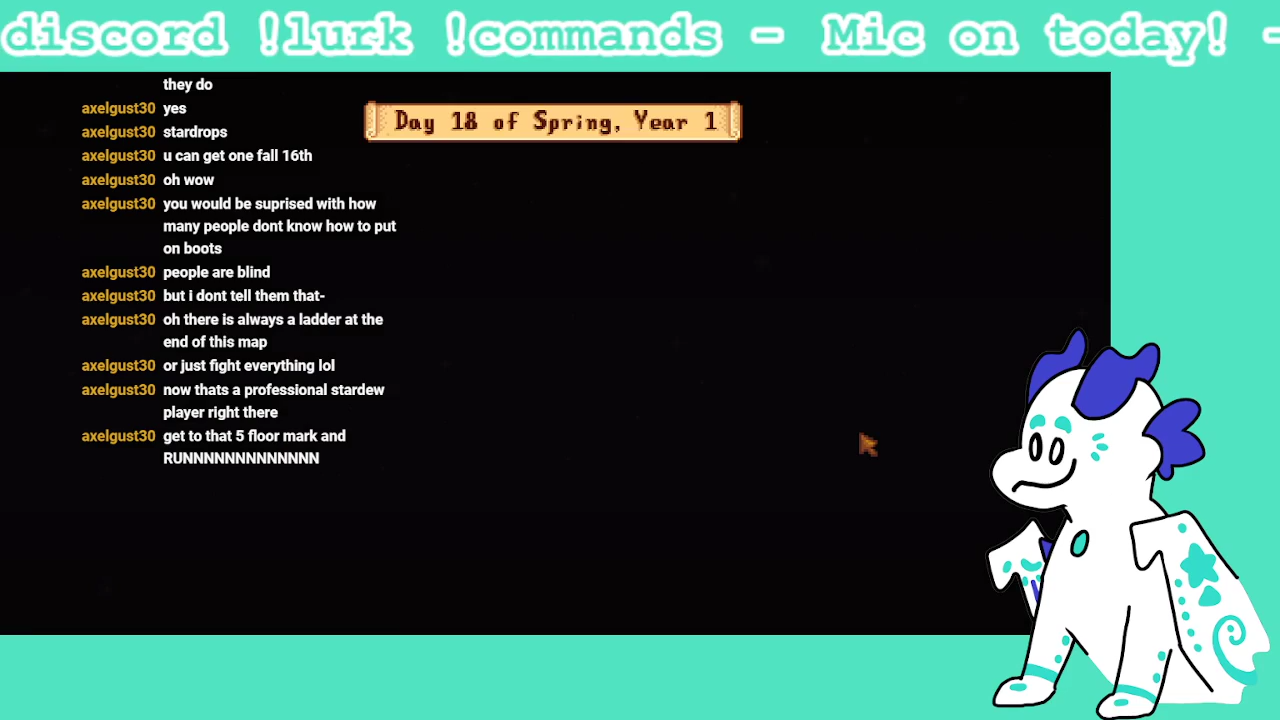 discord !lurk !commands - Mic on today! -
they do
axelgust30 yes
axelgust30 stardrops
axelgust30 u can get one fall 16th
axelgust30 oh wow
axelgust30 you would be suprised with how
many people dont know how to put
on boots
axelgust30 people are blind
axelgust30 but i dont tell them that-
axelgust30 oh there is always a ladder at the
end of this map
axelgust30 or just fight everything lol
axelgust30 now thats a professional stardew
player right there
axelgust30 get to that 5 floor mark and
RUNNNNNNNNNNNNN
Day 18 of Spring, Year 1